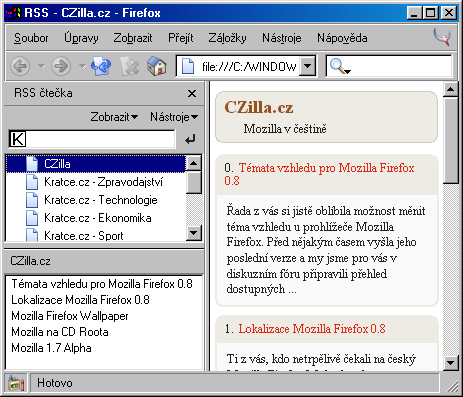 RSS - CZilla.cz - Firefox
Soubor Úpravy Zobrazit Přejít Záložky Nástroje Nápověda
file:///C:/WINDOW
RSS čtečka
Zobrazit Nástroje
K
CZilla
Kratce.cz - Zpravodajství
Kratce.cz - Technologie
Kratce.cz - Ekonomika
Kratce.cz - Sport
CZilla.cz
Témata vzhledu pro Mozilla Firefox 0.8
Lokalizace Mozilla Firefox 0.8
Mozilla Firefox Wallpaper
Mozilla na CD Roota
Mozilla 1.7 Alpha
CZilla.cz
Mozilla v češtině
0. Témata vzhledu pro Mozilla Firefox
0.8
Řada z vás si jistě oblíbila možnost měnit
téma vzhledu u prohlížeče Mozilla
Firefox. Před nějakým časem vyšla jeho
poslední verze a my jsme pro vás v
diskuzním fóru připravili přehled
dostupných ...
1. Lokalizace Mozilla Firefox 0.8
Ti z vás, kdo netrpělivě čekali na český
Hotovo